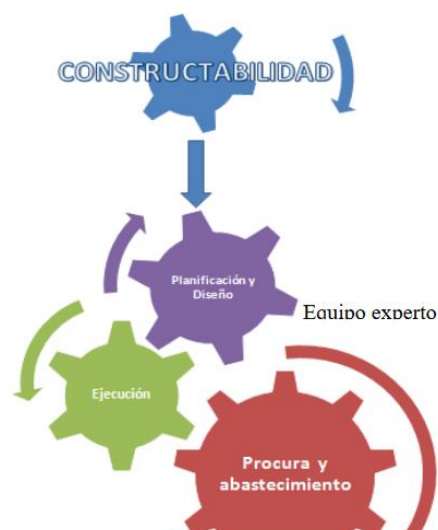 CONSTRUCTABILIDAD
Planificación y
Diseño
Equipo experto
Ejecución
Procura y
abastecimiento